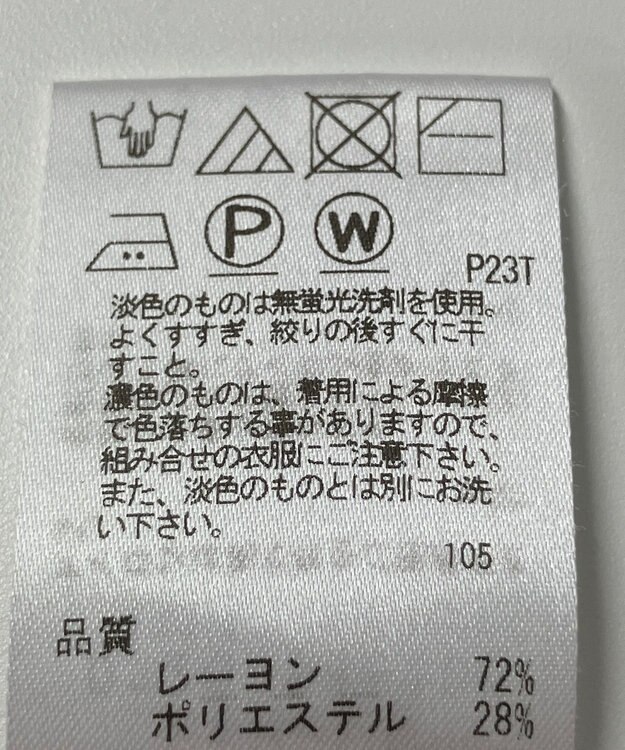 P W
P23T
淡色のものは無蛍光洗剤を使用。
よくすすぎ、絞りの後すぐに干
すこと。
濃色のものは、着用による摩擦
で色落ちする事がありますので、
組み合せの衣服にご注意下さい。
また、淡色のものとは別にお洗
い下さい。
105
品質
レーヨン 72%
ポリエステル 28%